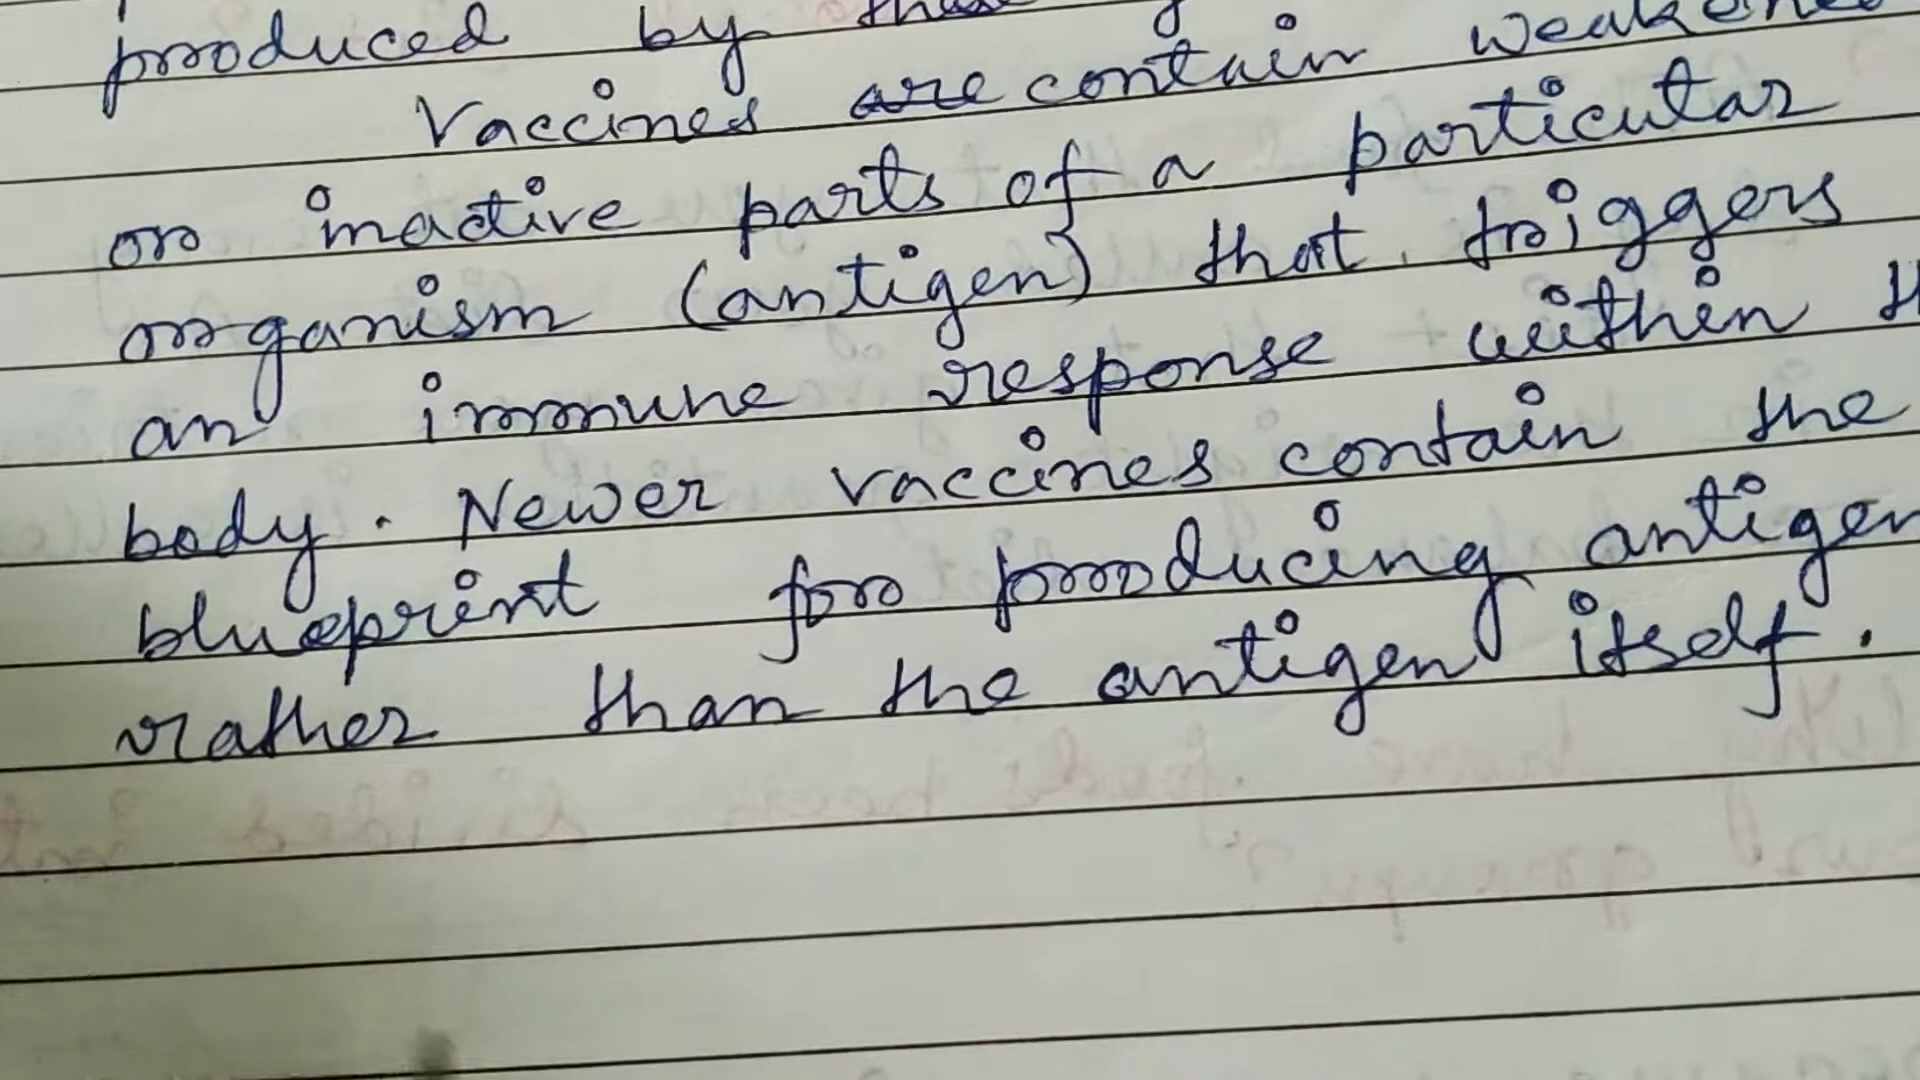 produced by
Vaccines are contain weakened
or inactive parts of a particular
organism (antigen) that triggers
an immune response within
body. Newer vaccines contain the
blueprint for producing antigen
rather than the antigen itself.